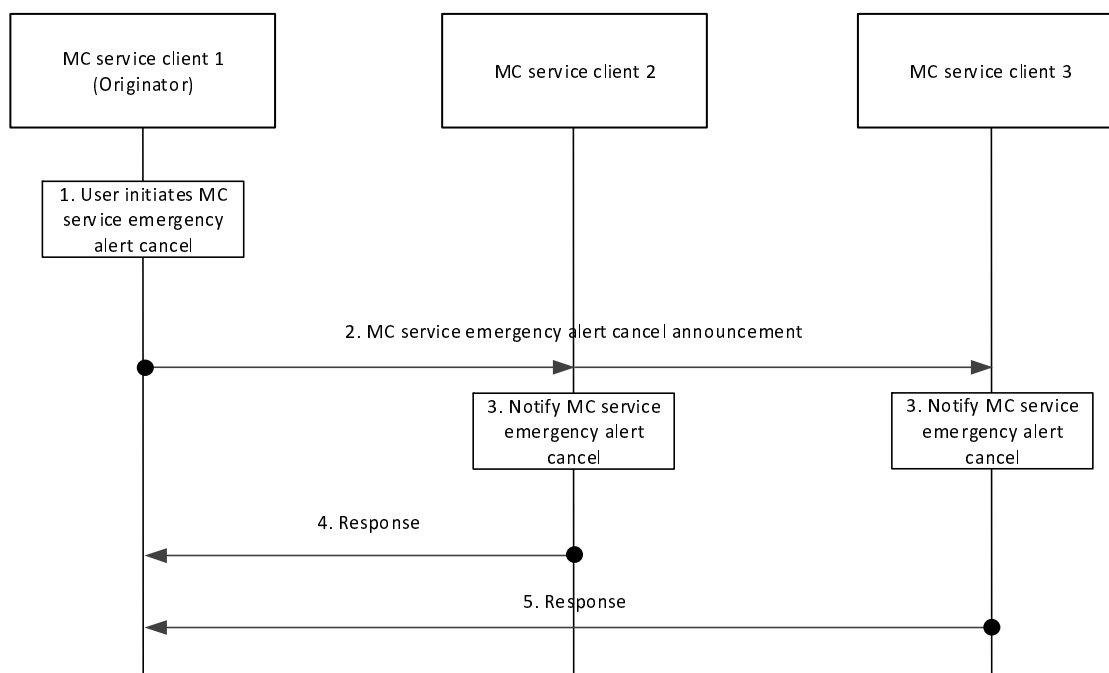 MC service client 1
(Originator)
MC service client 2
MC service client 3
1. User initiates MC
service emergency
alert cancel
2. MC service emergency alert cancel announcement
3. Notify MC service
emergency alert
cancel
3. Notify MC service
emergency alert
cancel
4. Response
5. Response